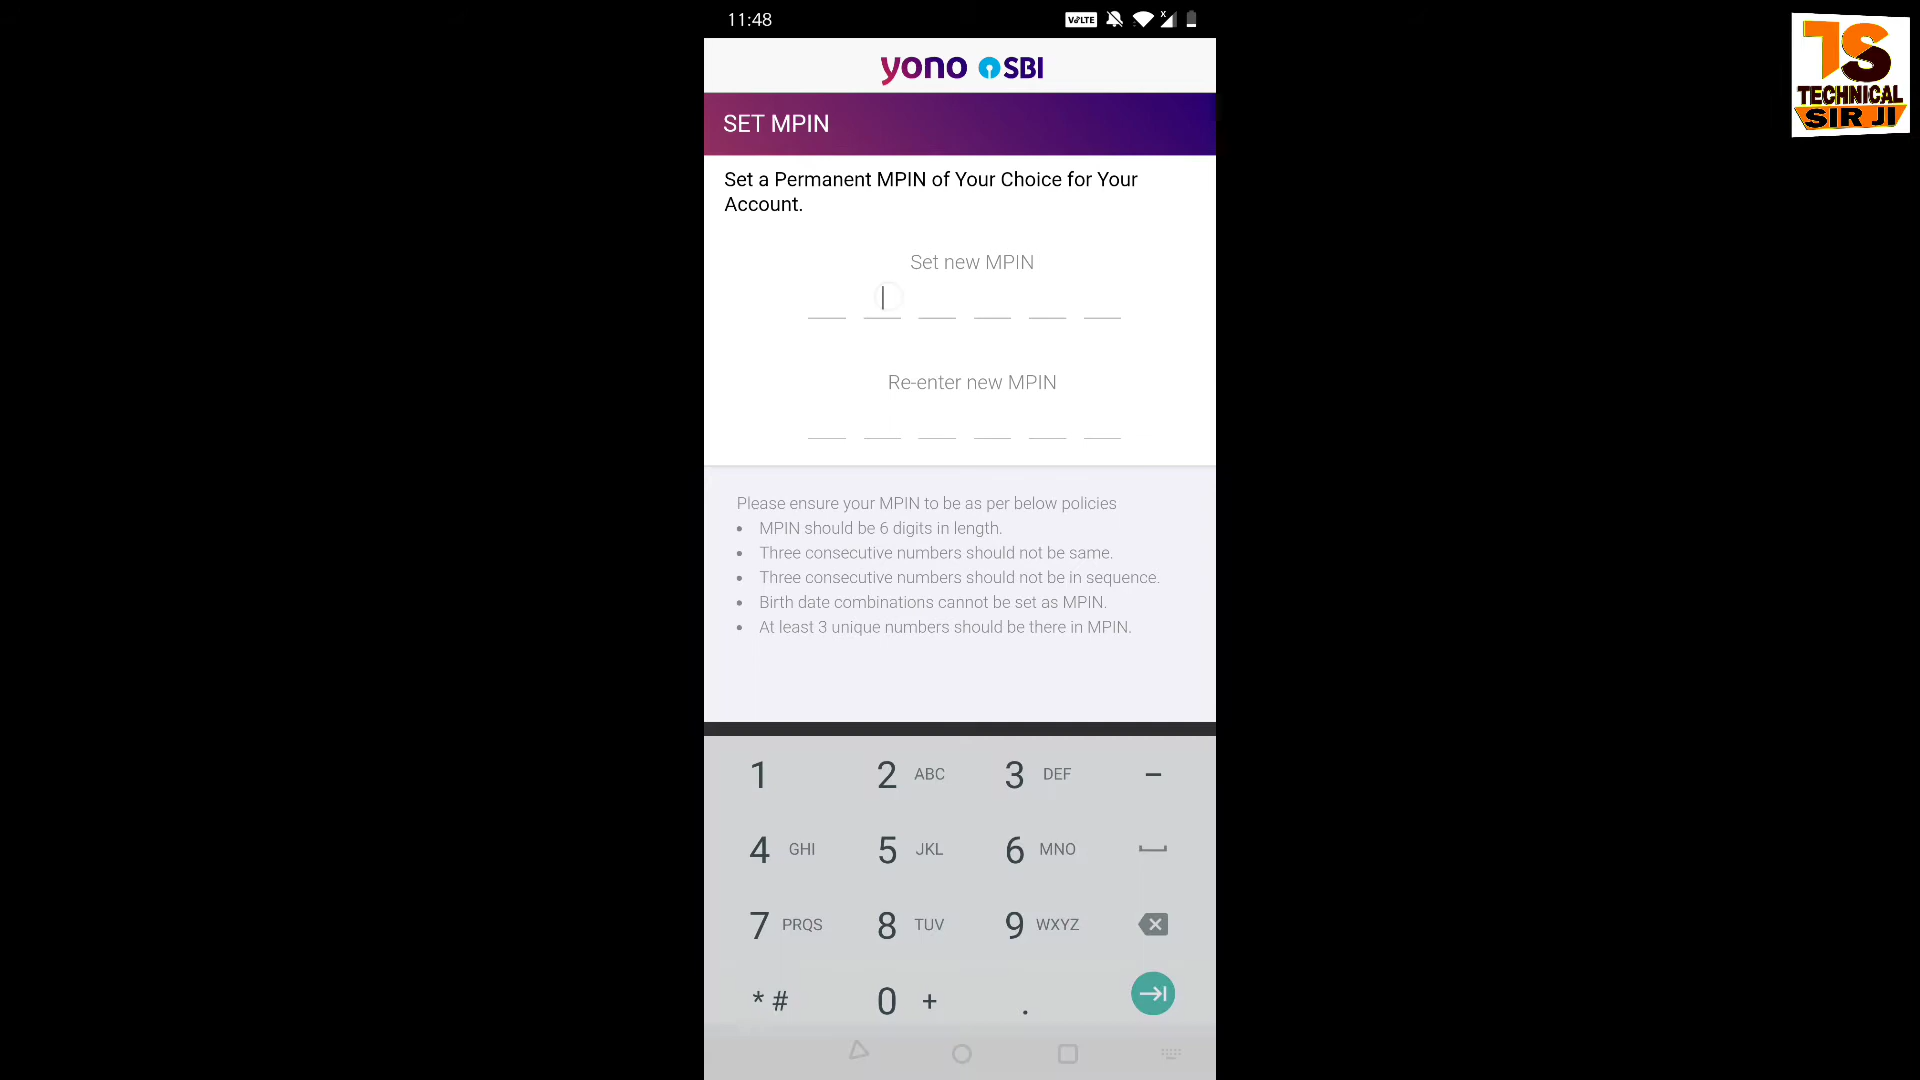 11:48
VoLTE
yono SBI
SET MPIN
Set a Permanent MPIN of Your Choice for Your
Account.
Set new MPIN
Re-enter new MPIN
Please ensure your MPIN to be as per below policies
• MPIN should be 6 digits in length.
• Three consecutive numbers should not be same.
• Three consecutive numbers should not be in sequence.
• Birth date combinations cannot be set as MPIN.
• At least 3 unique numbers should be there in MPIN.
1 2 ABC 3 DEF -
4 GHI 5 JKL 6 MNO
7 PRQS 8 TUV 9 WXYZ
* # 0 + .
TS
TECHNICAL
SIR JI